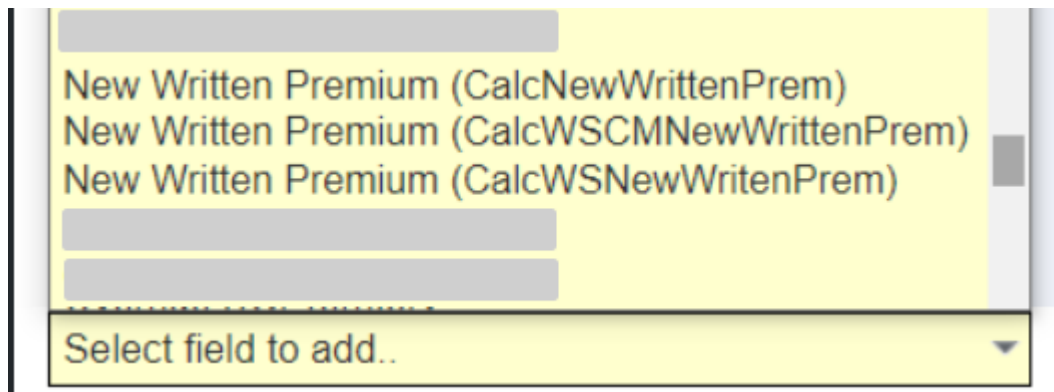 New Written Premium (CalcNewWrittenPrem)
New Written Premium (CalcWSCMNewWrittenPrem)
New Written Premium (CalcWSNewWritenPrem)
Select field to add..